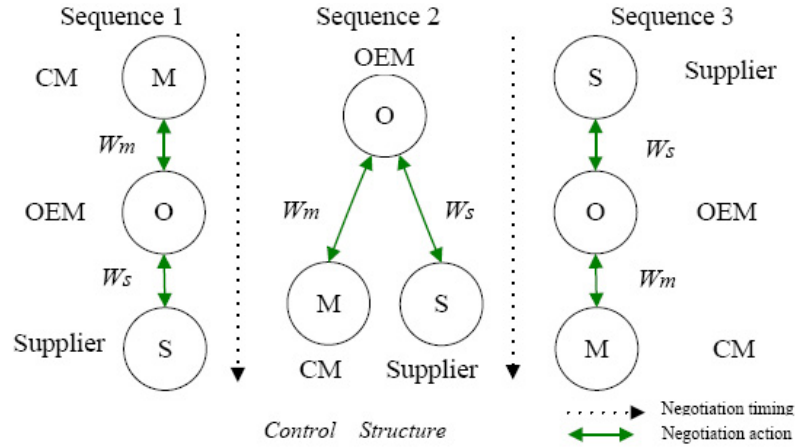 Sequence 1
Sequence 2
Sequence 3
CM
M
Wm
OEM
O
Ws
Supplier
S
OEM
O
Wm
Ws
M
S
CM
Supplier
S
Supplier
Ws
O
OEM
Wm
M
CM
Control Structure
Negotiation timing
Negotiation action